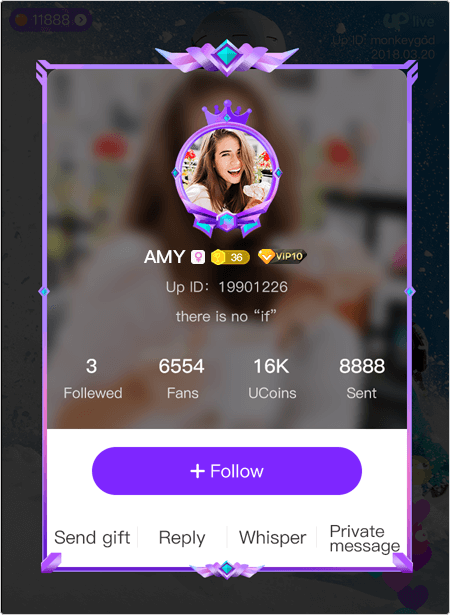 11888
UP live
Up ID: monkeygod
2018.03.20
AMY 36 ViP10
Up ID: 19901226
there is no “if”
3 6554 16K 8888
Follewed Fans UCoins Sent
+ Follow
Send gift Reply Whisper Private message